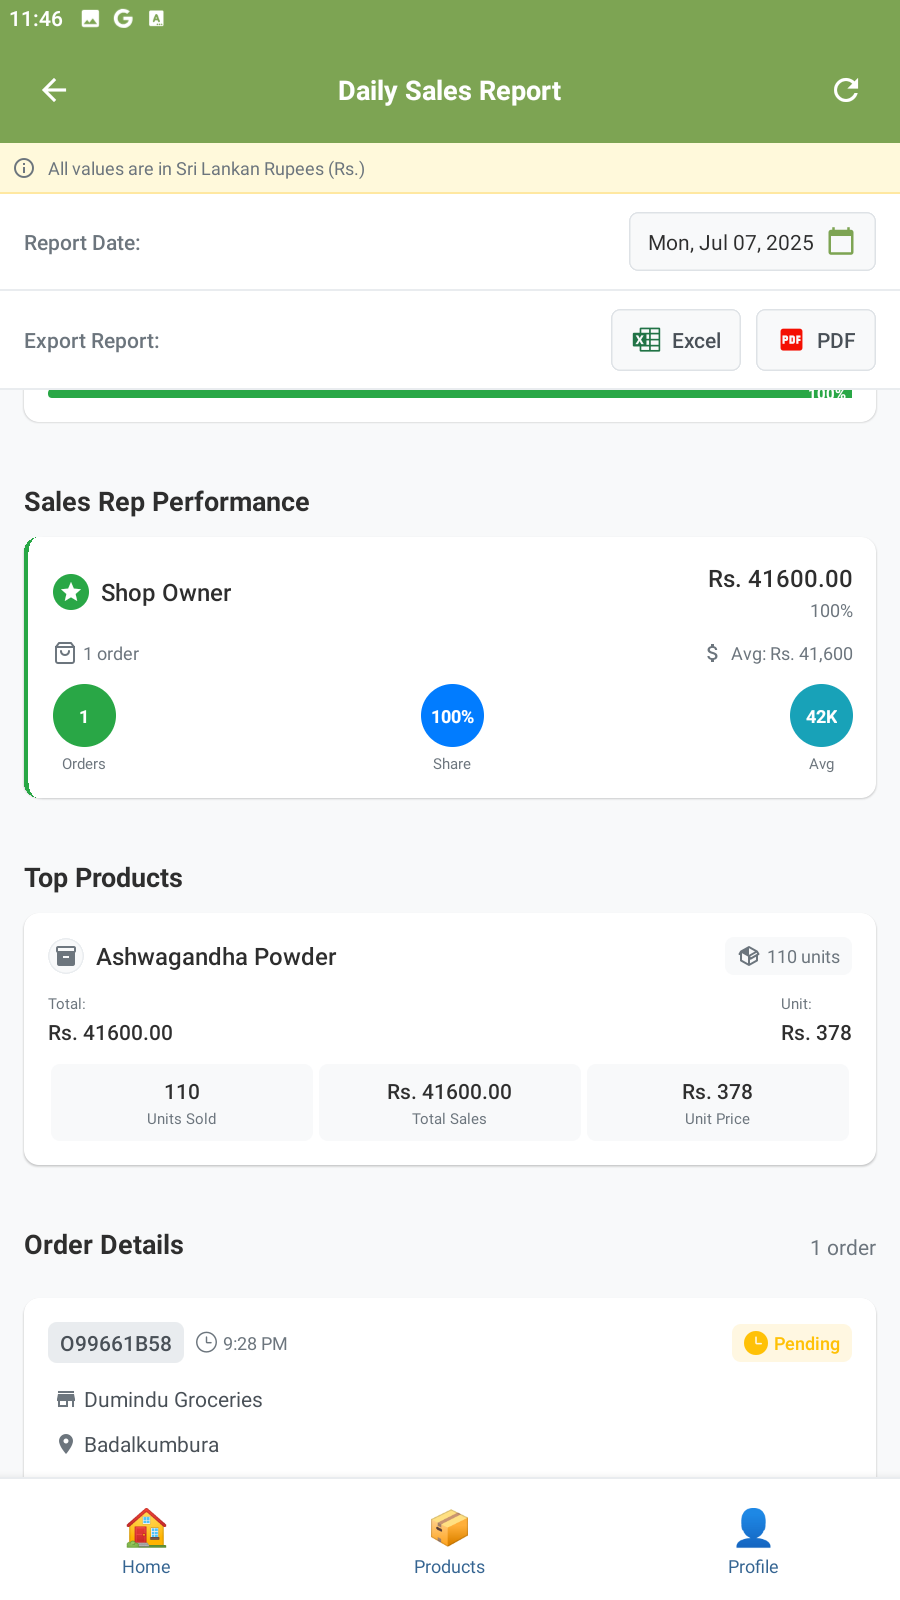 11:46
Daily Sales Report
All values are in Sri Lankan Rupees (Rs.)
Report Date:
Mon, Jul 07, 2025
Export Report:
Excel
PDF
100%
Sales Rep Performance
Shop Owner
Rs. 41600.00
100%
1 order
Avg: Rs. 41,600
1
100%
42K
Orders
Share
Avg
Top Products
Ashwagandha Powder
110 units
Total:
Unit:
Rs. 41600.00
Rs. 378
110
Rs. 41600.00
Rs. 378
Units Sold
Total Sales
Unit Price
Order Details
1 order
O99661B58
9:28 PM
Pending
Dumindu Groceries
Badalkumbura
Home
Products
Profile